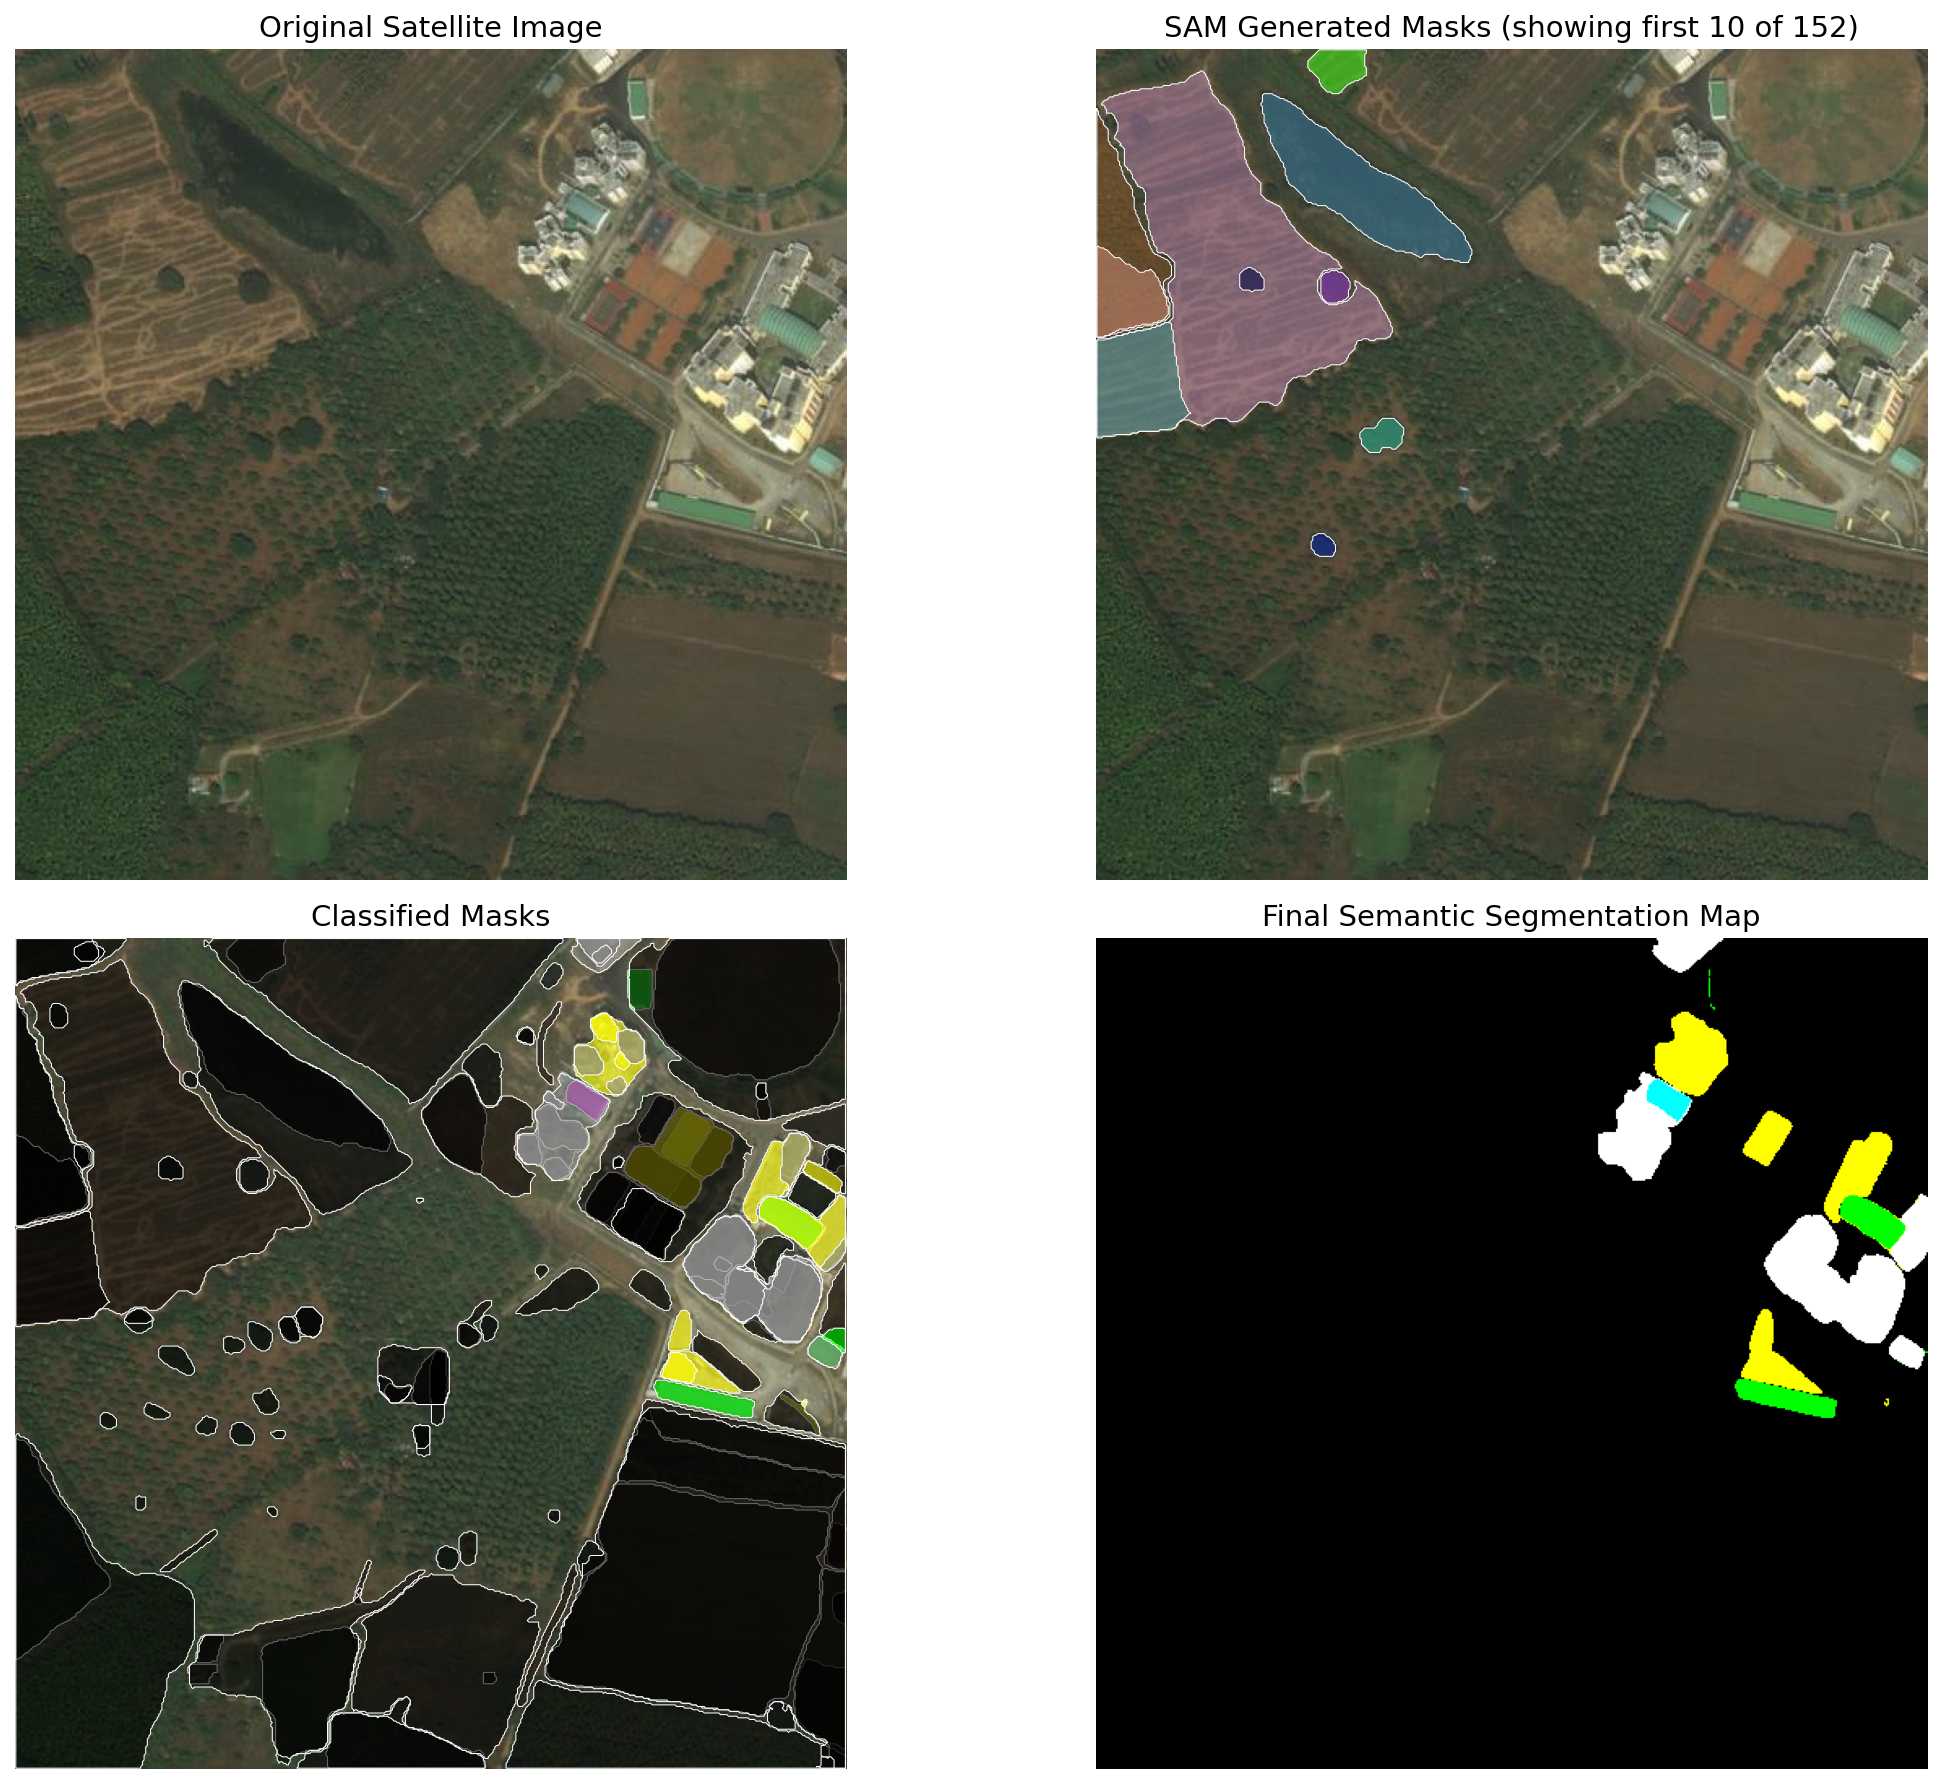 Original Satellite Image
SAM Generated Masks (showing first 10 of 152)
Classified Masks
Final Semantic Segmentation Map